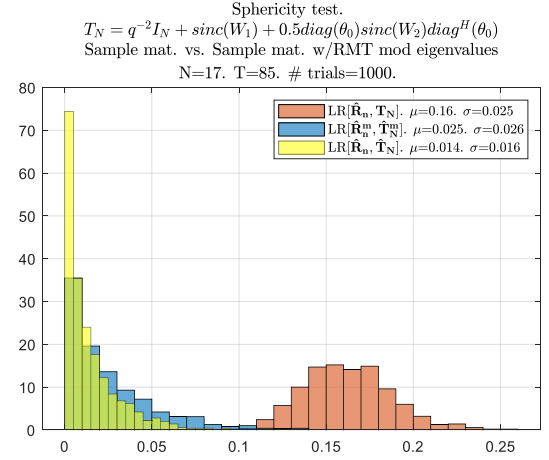 Sphericity test.
T_N = q^{-2}I_N + sinc(W_1) + 0.5diag(θ_0)sinc(W_2)diag^H(θ_0)
Sample mat. vs. Sample mat. w/RMT mod eigenvalues
N=17. T=85. # trials=1000.
80
70
60
50
40
30
20
10
0
LR[R̂_n, T_N]. μ=0.16. σ=0.025
LR[R̂_n^m, T̂_N^m]. μ=0.025. σ=0.026
LR[R̂_n, T̂_N]. μ=0.014. σ=0.016
0 0.05 0.1 0.15 0.2 0.25